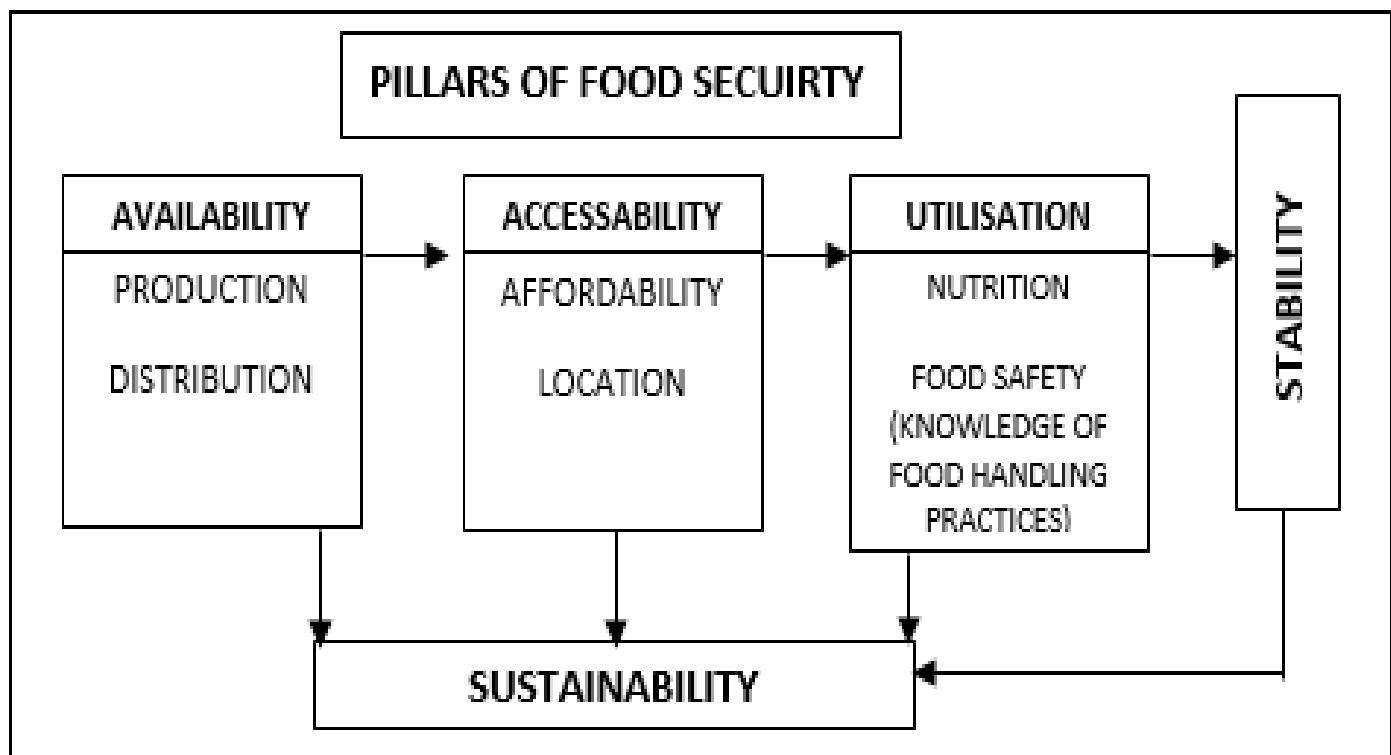 PILLARS OF FOOD SECUIRTY
AVAILABILITY
PRODUCTION
DISTRIBUTION
ACCESSABILITY
AFFORDABILITY
LOCATION
UTILISATION
NUTRITION
FOOD SAFETY
(KNOWLEDGE OF
FOOD HANDLING
PRACTICES)
STABILITY
SUSTAINABILITY